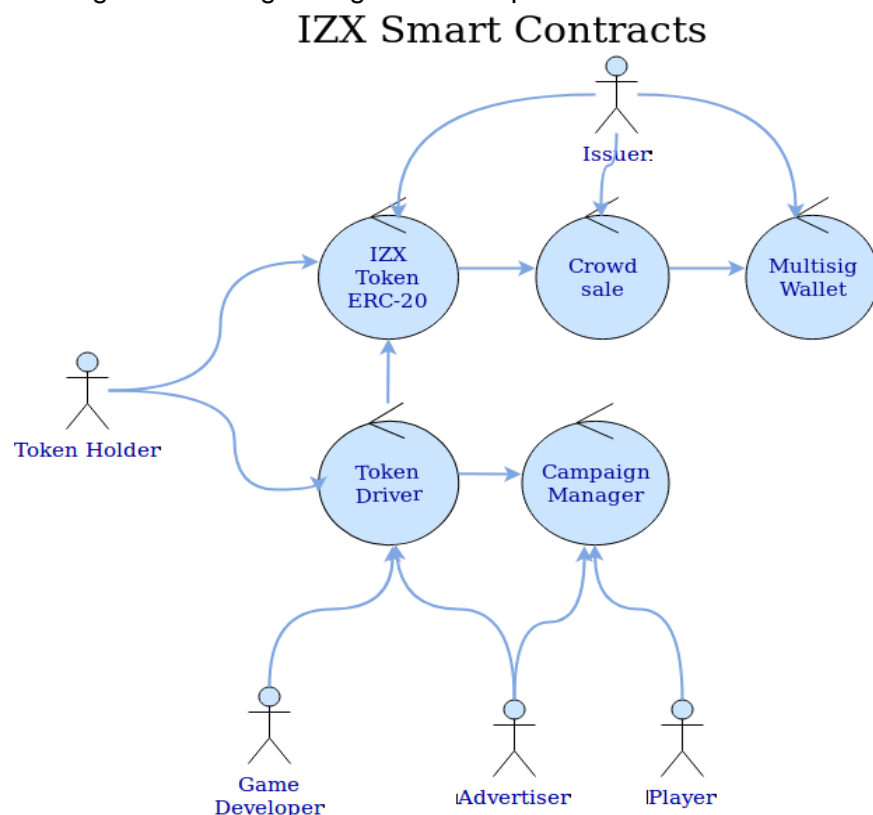 IZX Smart Contracts
Issuer
IZX
Token
ERC-20
Crowd
sale
Multisig
Wallet
Token Holder
Token
Driver
Campaign
Manager
Game
Developer
Advertiser
Player